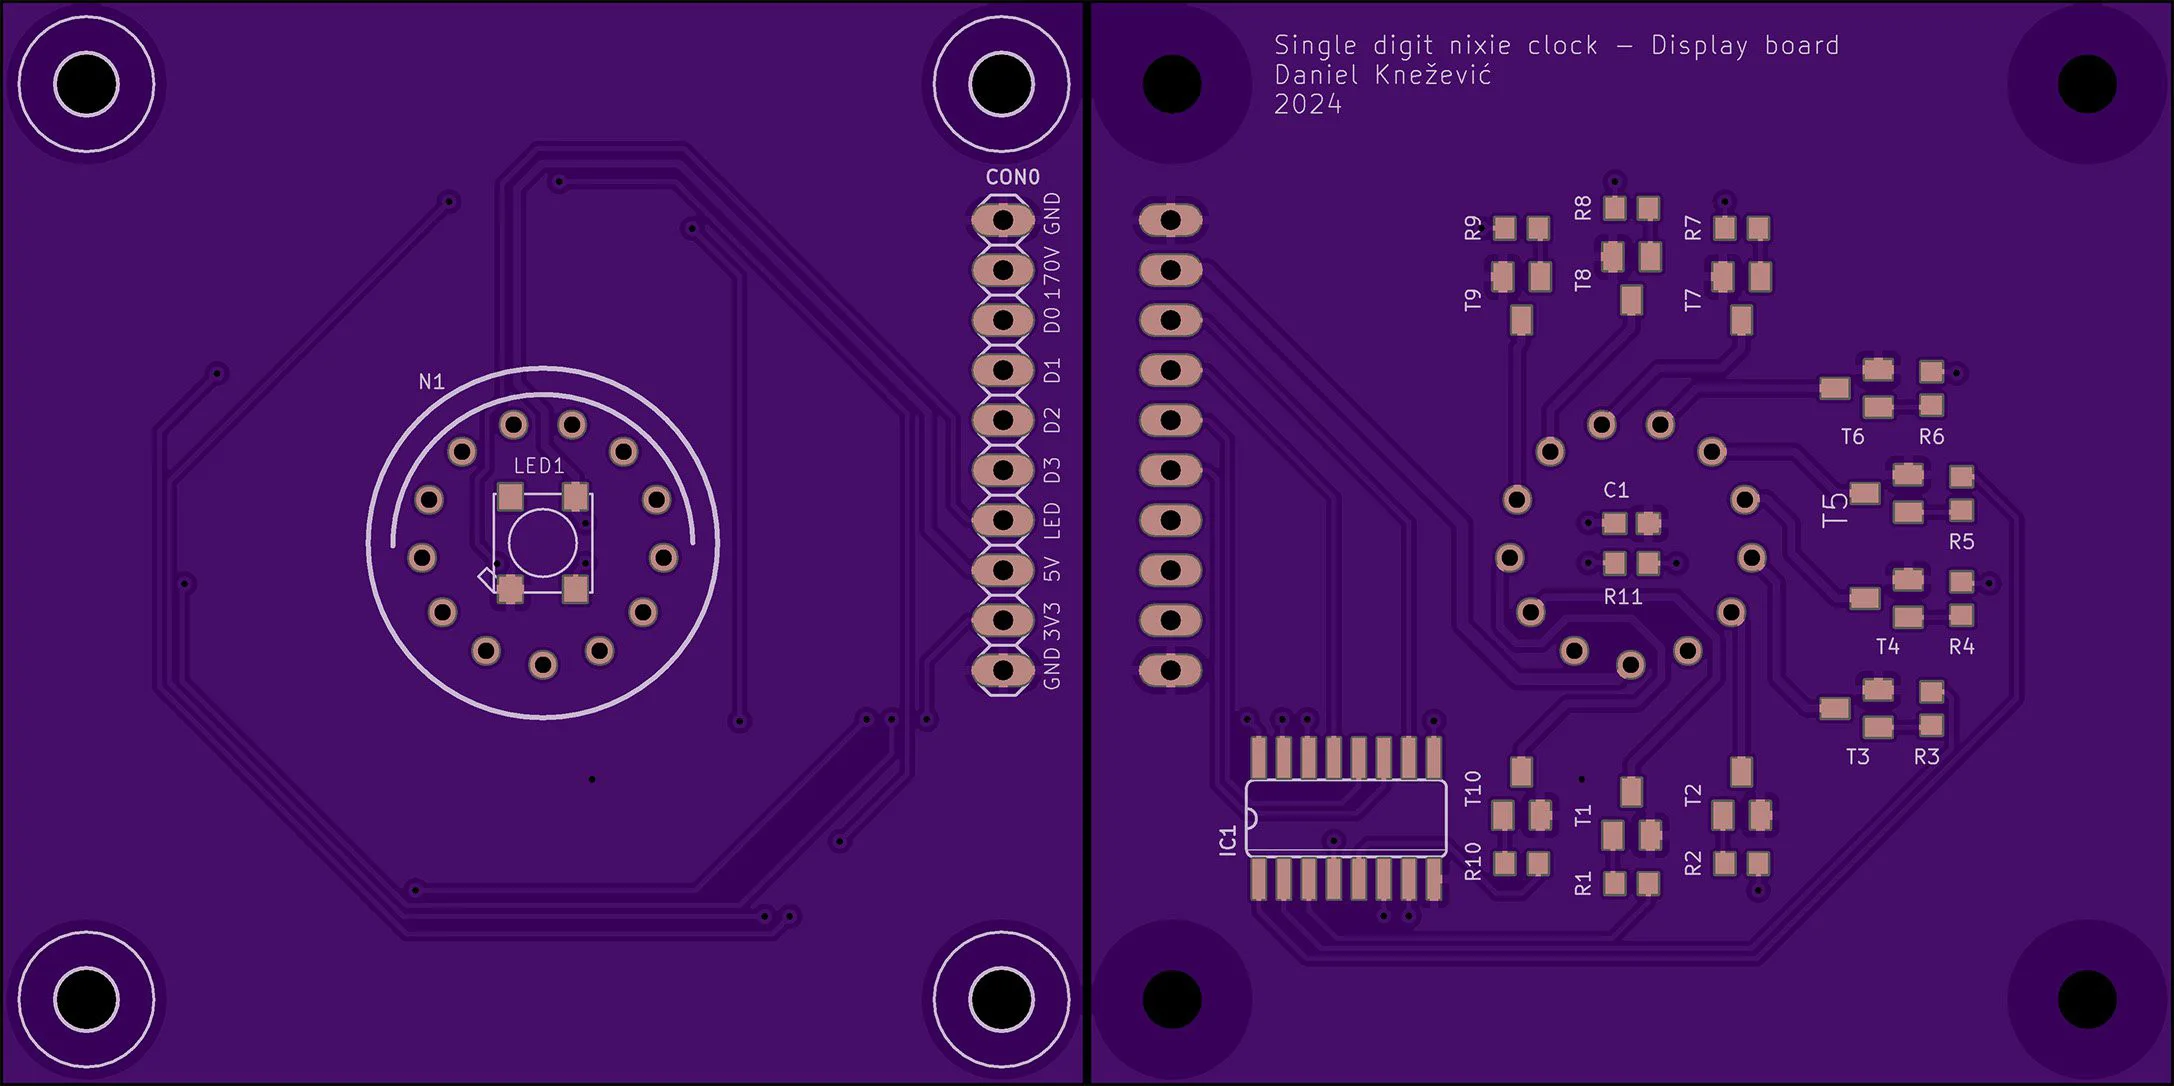 CON0
GND
170V
D0
D1
D2
D3
LED
5V
3V3
GND
N1
LED1
Single digit nixie clock – Display board
Daniel Knežević
2024
R9
R8
R7
T9
T8
T7
T6 R6
C1
T5
R5
R11
T4 R4
T3 R3
IC1
T10
T1
T2
R10
R1
R2